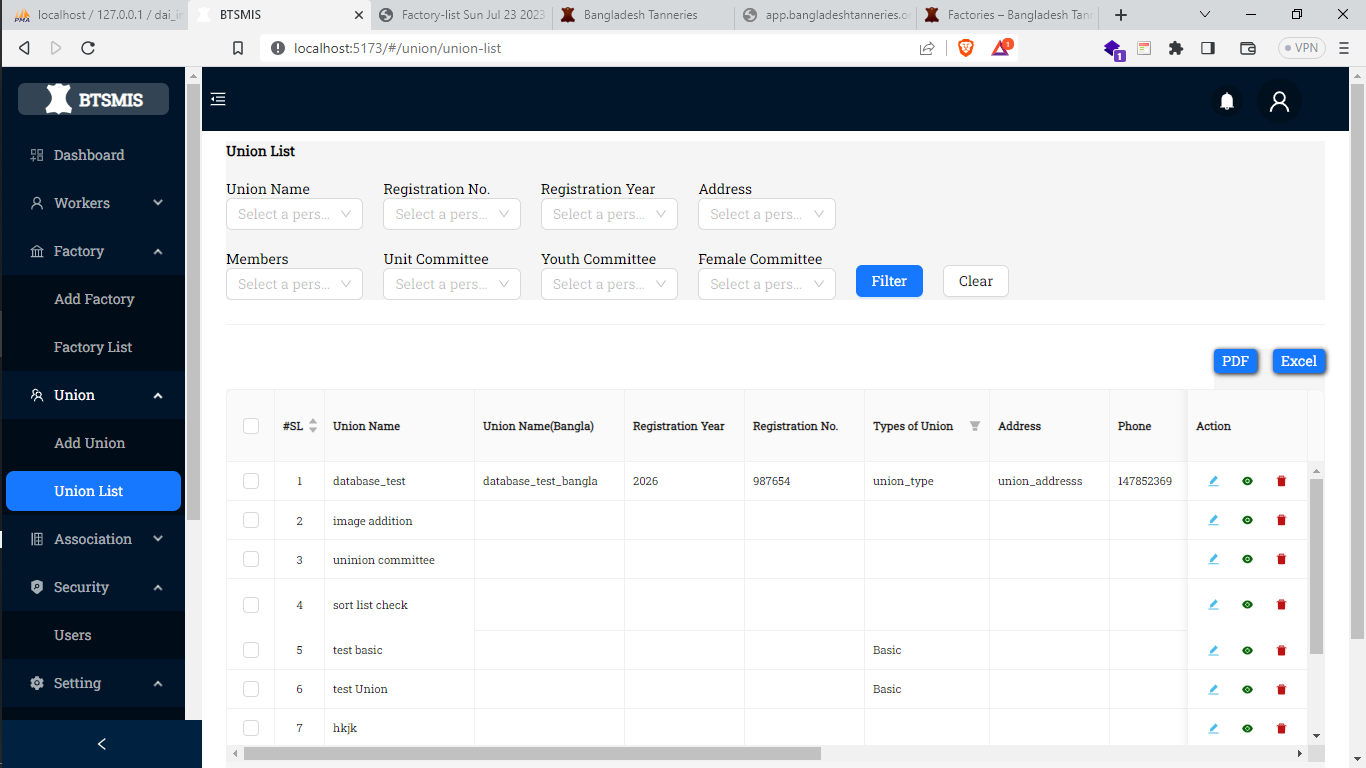 localhost / 127.0.0.1 / dai_in
BTSMIS
Factory-list Sun Jul 23 2023
Bangladesh Tanneries
app.bangladeshtanneries.o
Factories – Bangladesh Tann
localhost:5173/#/union/union-list
1
1
VPN
BTSMIS
Dashboard
Workers
Factory
Add Factory
Factory List
Union
Add Union
Union List
Association
Security
Users
Setting
Union List
Union Name Registration No. Registration Year Address
Select a pers... Select a pers... Select a pers... Select a pers...
Members Unit Committee Youth Committee Female Committee
Select a pers... Select a pers... Select a pers... Select a pers... Filter Clear
PDF Excel
#SL Union Name Union Name(Bangla) Registration Year Registration No. Types of Union Address Phone Action
1 database_test database_test_bangla 2026 987654 union_type union_addresss 147852369
2 image addition
3 uninion committee
4 sort list check
5 test basic Basic
6 test Union Basic
7 hkjk